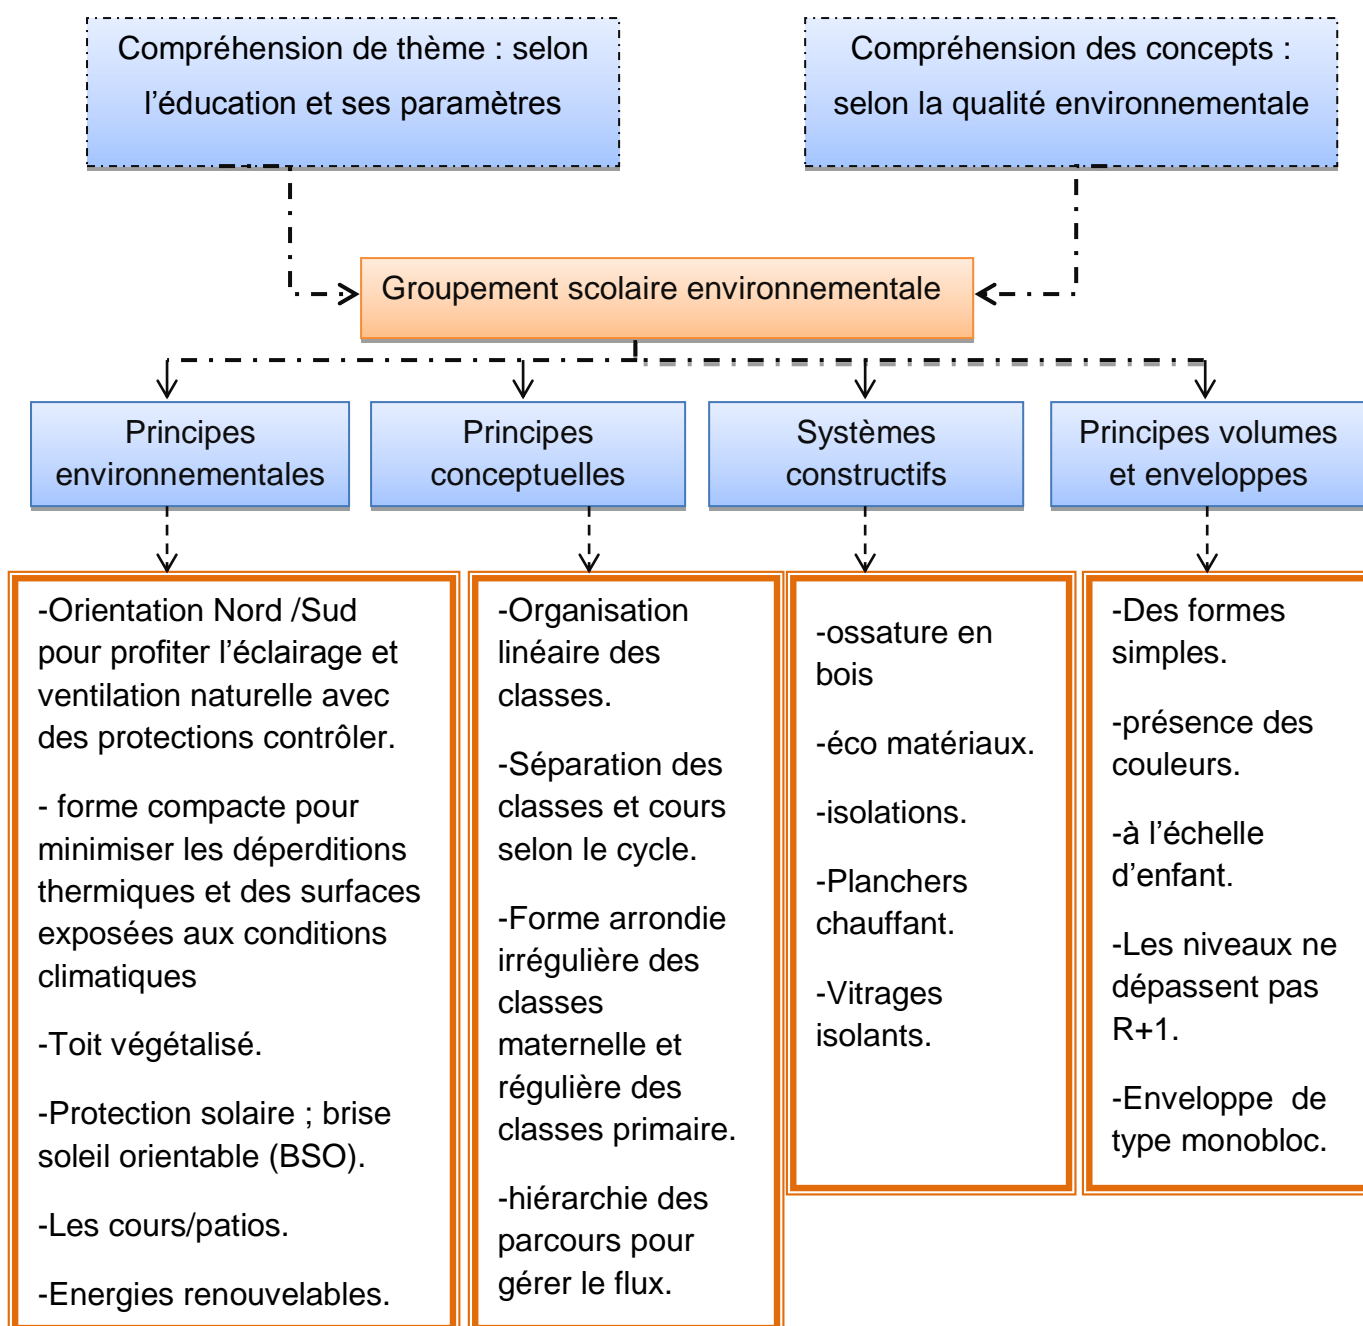 Compréhension de thème : selon
l’éducation et ses paramètres
Compréhension des concepts :
selon la qualité environnementale
Groupement scolaire environnementale
Principes
environnementales
Principes
conceptuelles
Systèmes
constructifs
Principes volumes
et enveloppes
-Orientation Nord /Sud
pour profiter l’éclairage et
ventilation naturelle avec
des protections contrôler.
- forme compacte pour
minimiser les déperditions
thermiques et des surfaces
exposées aux conditions
climatiques
-Toit végétalisé.
-Protection solaire ; brise
soleil orientable (BSO).
-Les cours/patios.
-Energies renouvelables.
-Organisation
linéaire des
classes.
-Séparation des
classes et cours
selon le cycle.
-Forme arrondie
irrégulière des
classes
maternelle et
régulière des
classes primaire.
-hiérarchie des
parcours pour
gérer le flux.
-ossature en
bois
-éco matériaux.
-isolations.
-Planchers
chauffant.
-Vitrages
isolants.
-Des formes
simples.
-présence des
couleurs.
-à l’échelle
d’enfant.
-Les niveaux ne
dépassent pas
R+1.
-Enveloppe  de
type monobloc.